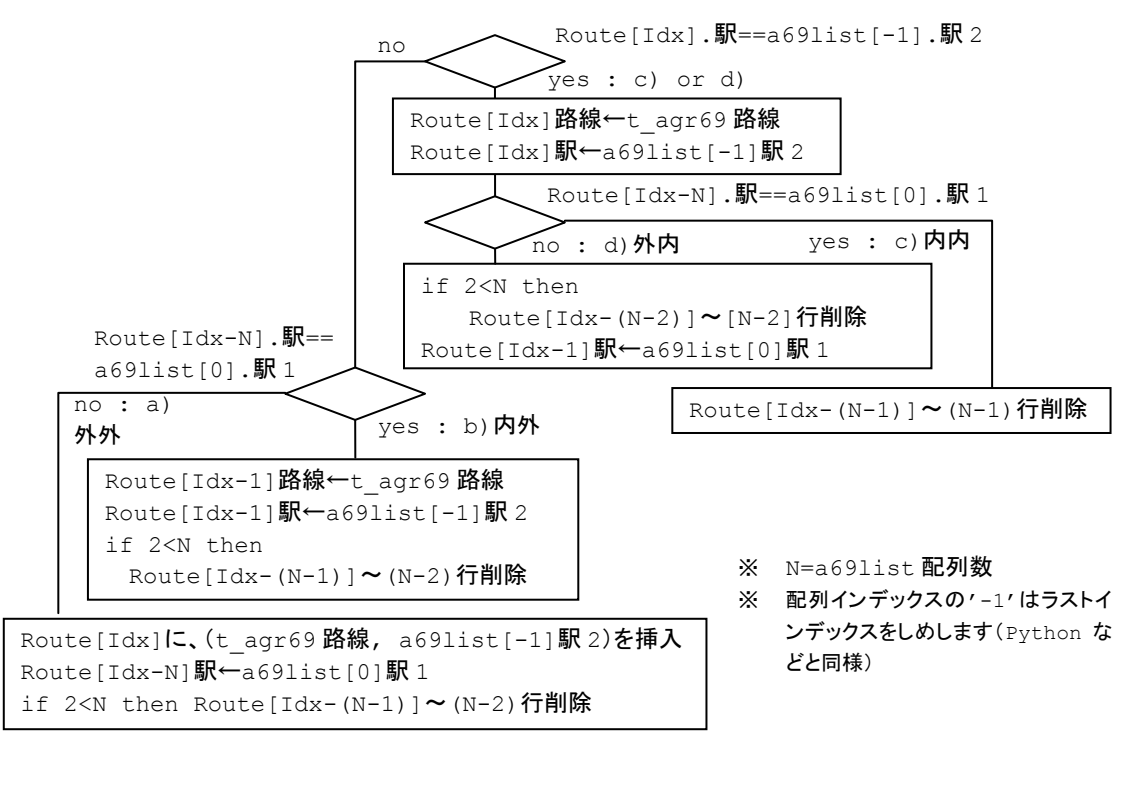 Route[Idx].駅==a69list[-1].駅2
no
yes : c) or d)
Route[Idx]路線←t_agr69路線
Route[Idx]駅←a69list[-1]駅2
Route[Idx-N].駅==a69list[0].駅1
no : d)外内
yes : c)内内
if 2<N then
Route[Idx-(N-2)]～[N-2]行削除
Route[Idx-1]駅←a69list[0]駅1
Route[Idx-N].駅==
a69list[0].駅1
no : a)
外外
yes : b)内外
Route[Idx-(N-1)]～(N-1)行削除
Route[Idx-1]路線←t_agr69路線
Route[Idx-1]駅←a69list[-1]駅2
if 2<N then
Route[Idx-(N-1)]～(N-2)行削除
※ N=a69list配列数
※ 配列インデックスの'-1'はラストイ
ンデックスをしめします(Pythonな
どと同様)
Route[Idx]に、(t_agr69路線, a69list[-1]駅2)を挿入
Route[Idx-N]駅←a69list[0]駅1
if 2<N then Route[Idx-(N-1)]～(N-2)行削除